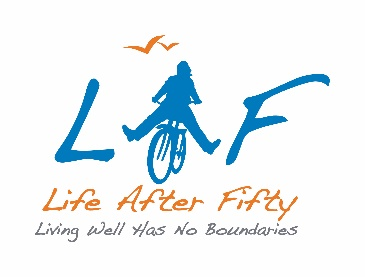 LAF
Life After Fifty
Living Well Has No Boundaries